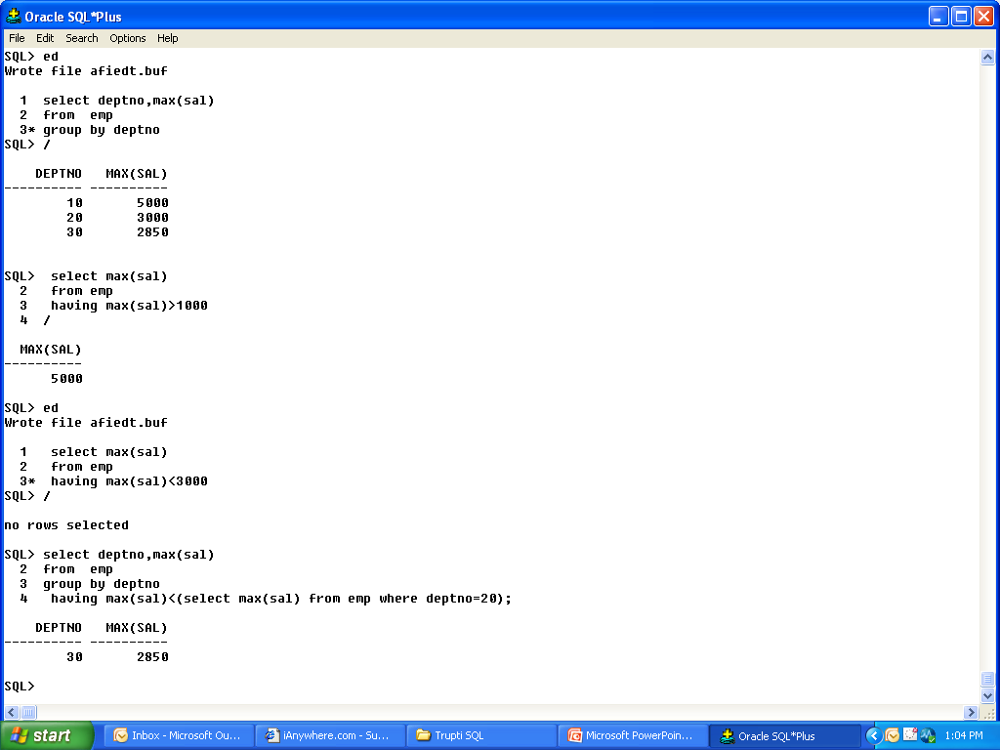 Oracle SQL*Plus
File Edit Search Options Help
SQL> ed
Wrote file afiedt.buf
  1  select deptno,max(sal)
  2  from  emp
  3* group by deptno
SQL> /
    DEPTNO   MAX(SAL)
---------- ----------
        10       5000
        20       3000
        30       2850
SQL>  select max(sal)
  2   from emp
  3   having max(sal)>1000
  4  /
  MAX(SAL)
----------
      5000
SQL> ed
Wrote file afiedt.buf
  1   select max(sal)
  2   from emp
  3*  having max(sal)<3000
SQL> /
no rows selected
SQL> select deptno,max(sal)
  2  from  emp
  3  group by deptno
  4   having max(sal)<(select max(sal) from emp where deptno=20);
    DEPTNO   MAX(SAL)
---------- ----------
        30       2850
SQL>
start Inbox - Microsoft Ou... iAnywhere.com - Su... Trupti SQL Microsoft PowerPoin... Oracle SQL*Plus 1:04 PM